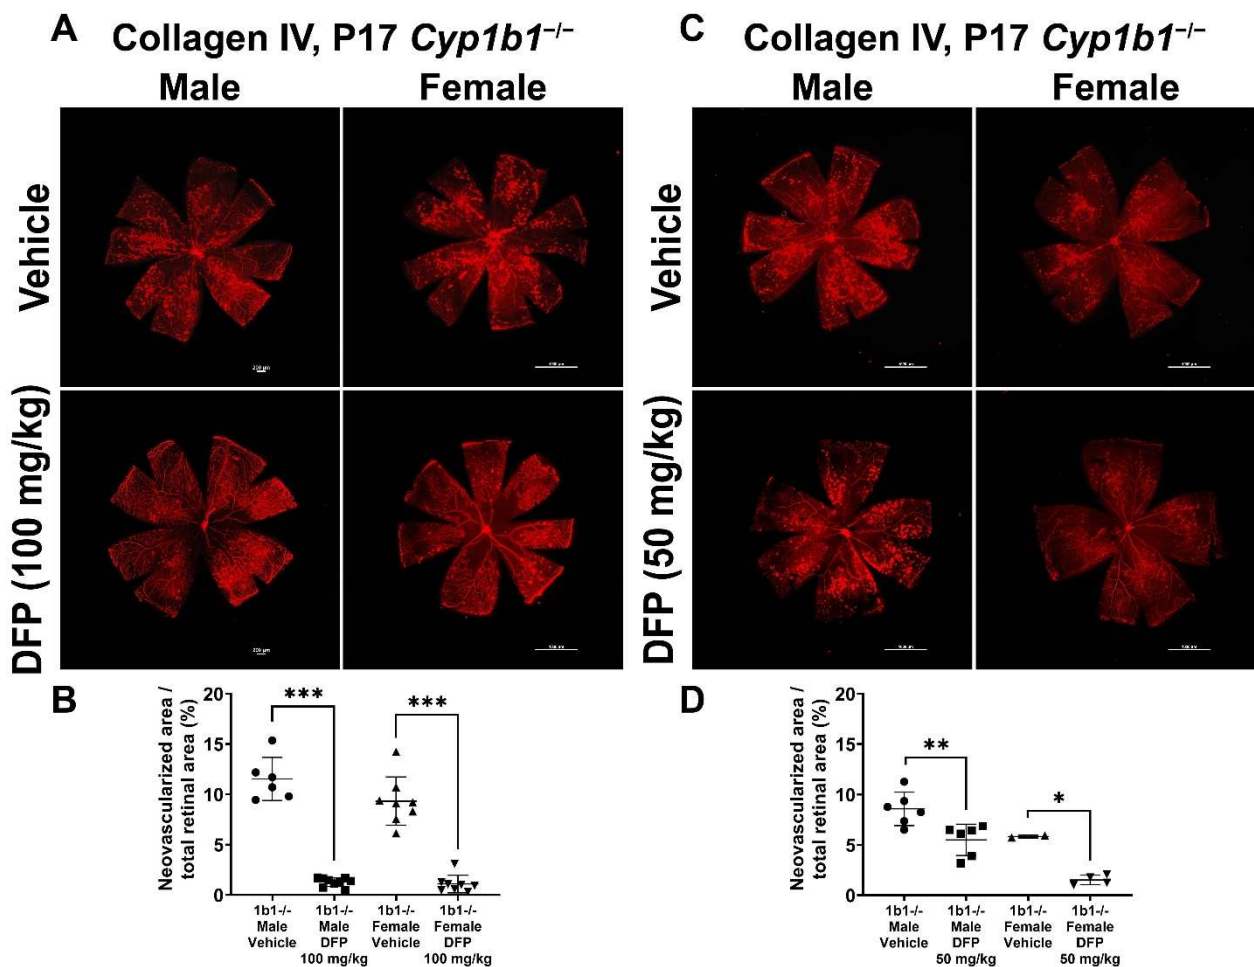 A Collagen IV, P17 Cyp1b1⁻/⁻
Male Female
Vehicle
DFP (100 mg/kg)
200 µm
200 µm
B
Neovascularized area /
total retinal area (%)
20
15
10
5
0
***
***
1b1-/-
Male
Vehicle
1b1-/-
Male
DFP
100 mg/kg
1b1-/-
Female
Vehicle
1b1-/-
Female
DFP
100 mg/kg
C Collagen IV, P17 Cyp1b1⁻/⁻
Male Female
Vehicle
DFP (50 mg/kg)
D
Neovascularized area /
total retinal area (%)
20
15
10
5
0
**
*
1b1-/-
Male
Vehicle
1b1-/-
Male
DFP
50 mg/kg
1b1-/-
Female
Vehicle
1b1-/-
Female
DFP
50 mg/kg